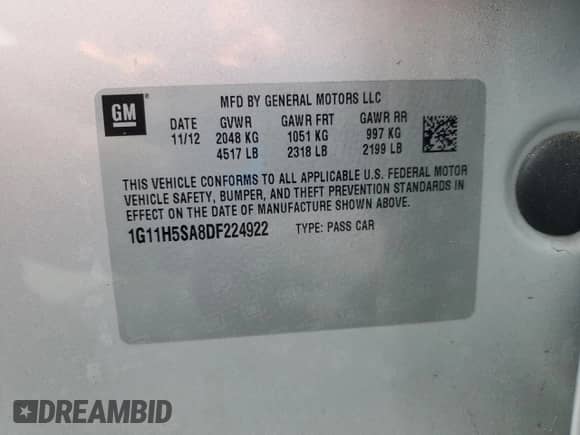 GM
MFD BY GENERAL MOTORS LLC
DATE GVWR GAWR FRT GAWR RR
11/12 2048 KG 1051 KG 997 KG
4517 LB 2318 LB 2199 LB
THIS VEHICLE CONFORMS TO ALL APPLICABLE U.S. FEDERAL MOTOR
VEHICLE SAFETY, BUMPER, AND THEFT PREVENTION STANDARDS IN
EFFECT ON THE DATE OF MANUFACTURE SHOWN ABOVE.
1G11H5SA8DF224922 TYPE: PASS CAR
DREAMBID